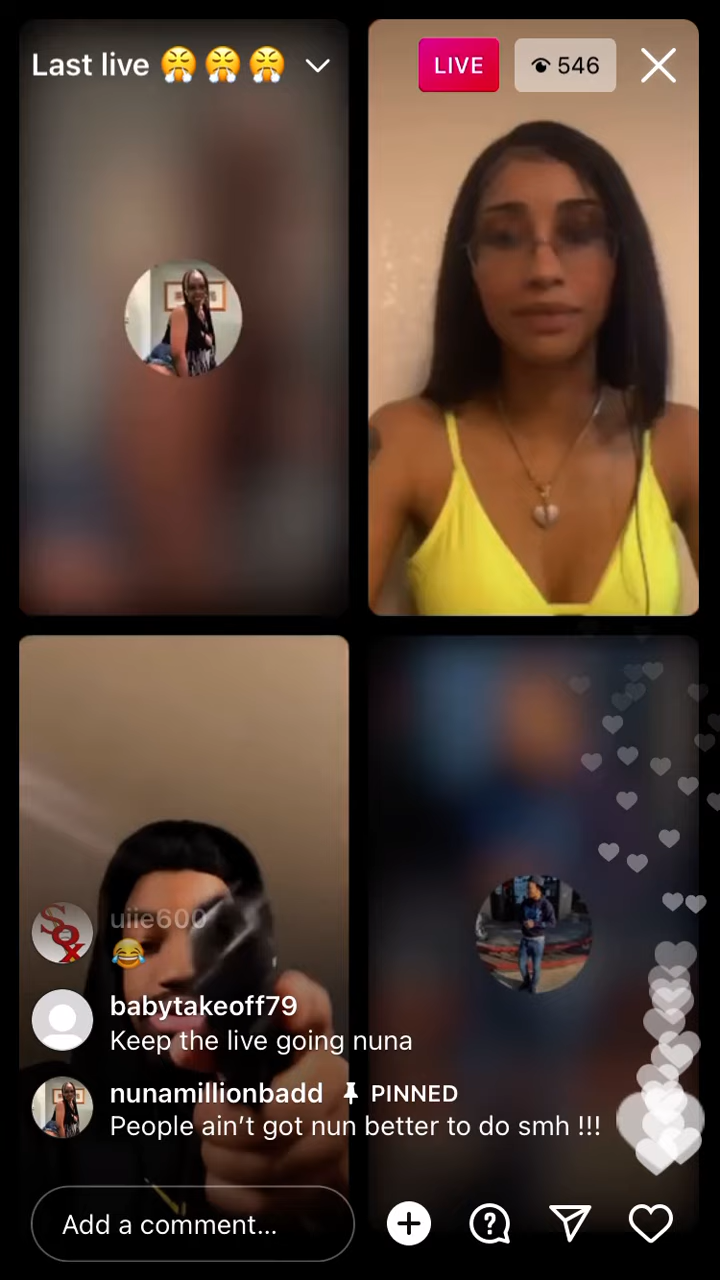 Last live 😤 😤 😤
LIVE
546
SOX
uiie600
😂
babytakeoff79
Keep the live going nuna
nunamillionbadd PINNED
People ain’t got nun better to do smh !!!
Add a comment...